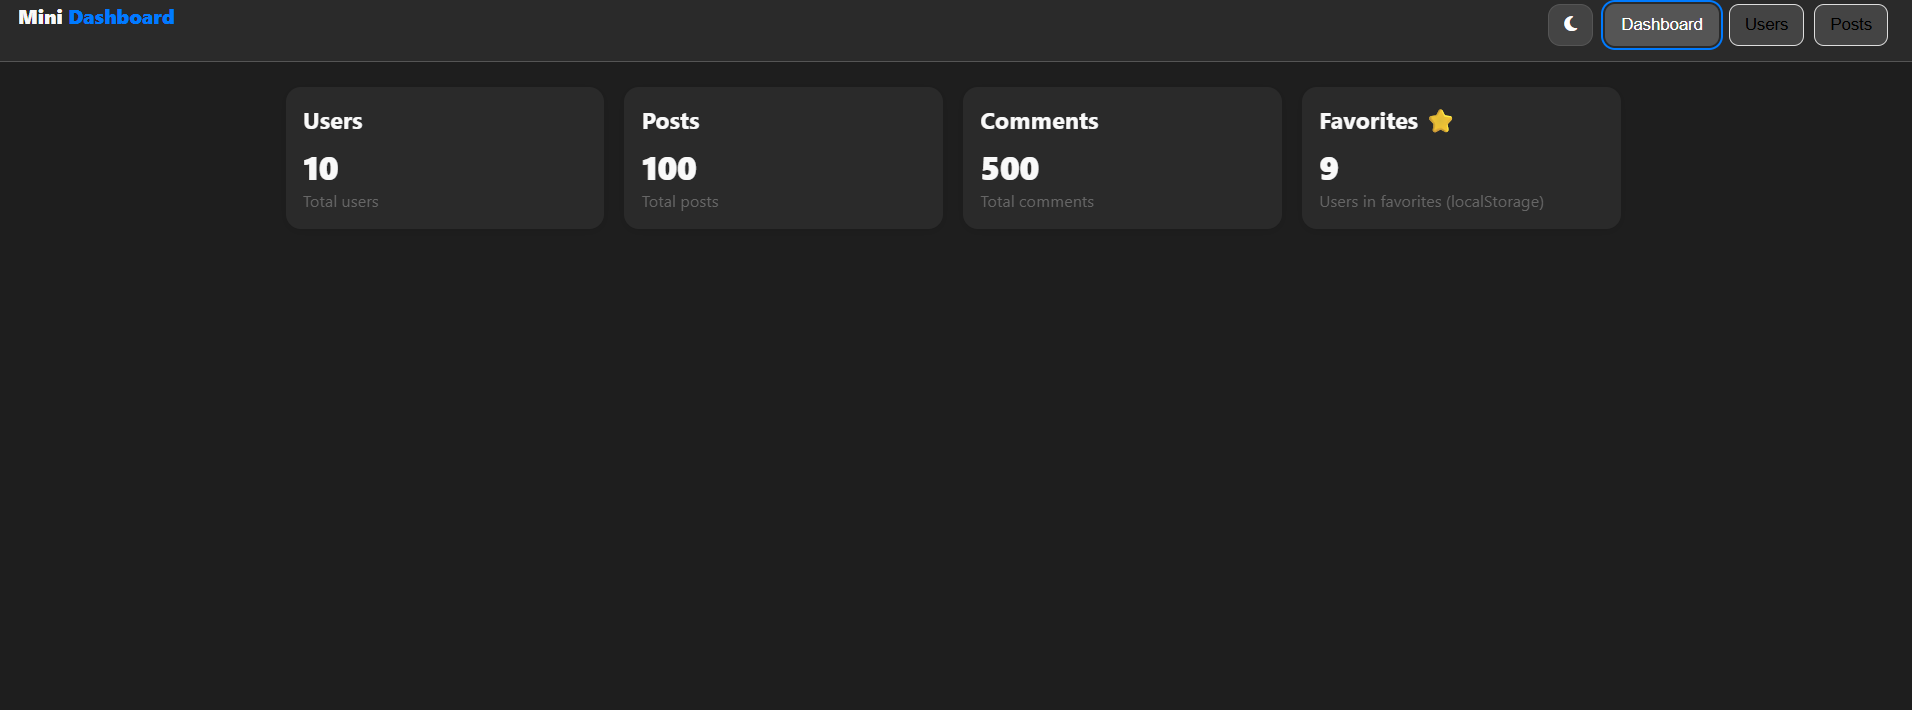 Mini Dashboard
Dashboard
Users
Posts
Users
10
Total users
Posts
100
Total posts
Comments
500
Total comments
Favorites ⭐
9
Users in favorites (localStorage)